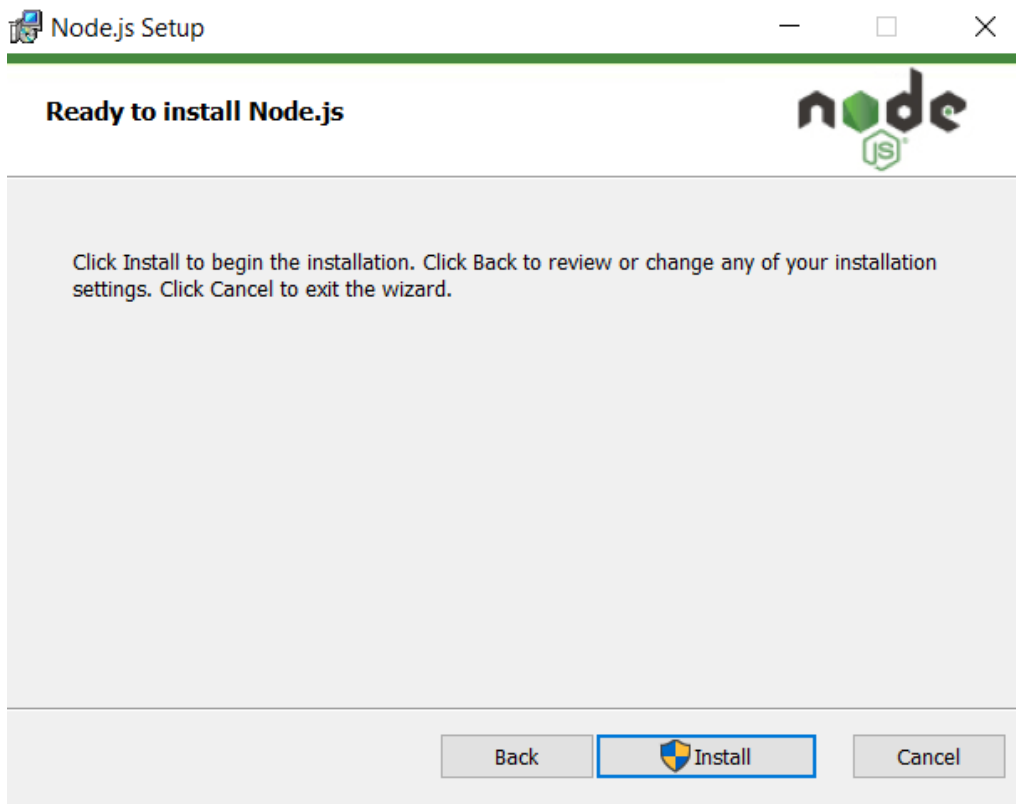 Node.js Setup
Ready to install Node.js
node
JS
Click Install to begin the installation. Click Back to review or change any of your installation
settings. Click Cancel to exit the wizard.
Back
Install
Cancel